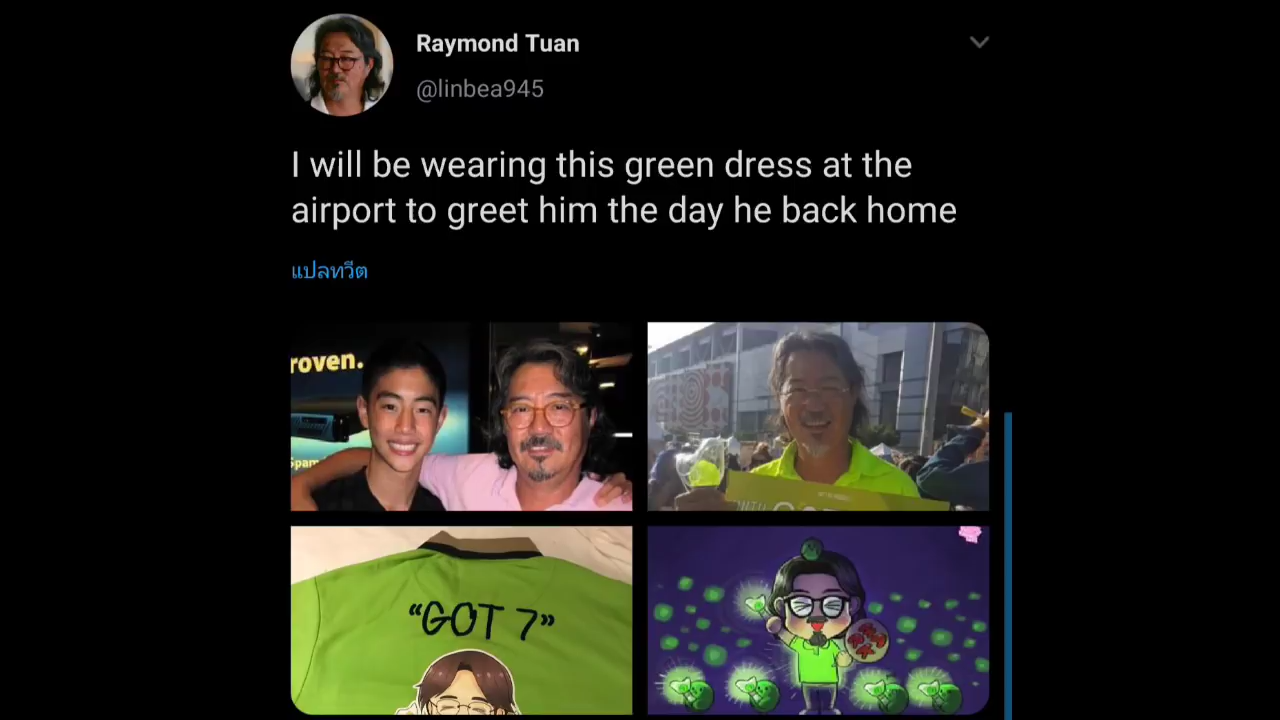 Raymond Tuan
@linbea945
I will be wearing this green dress at the
airport to greet him the day he back home
แปลทวีต
roven.
Spam
"GOT 7"